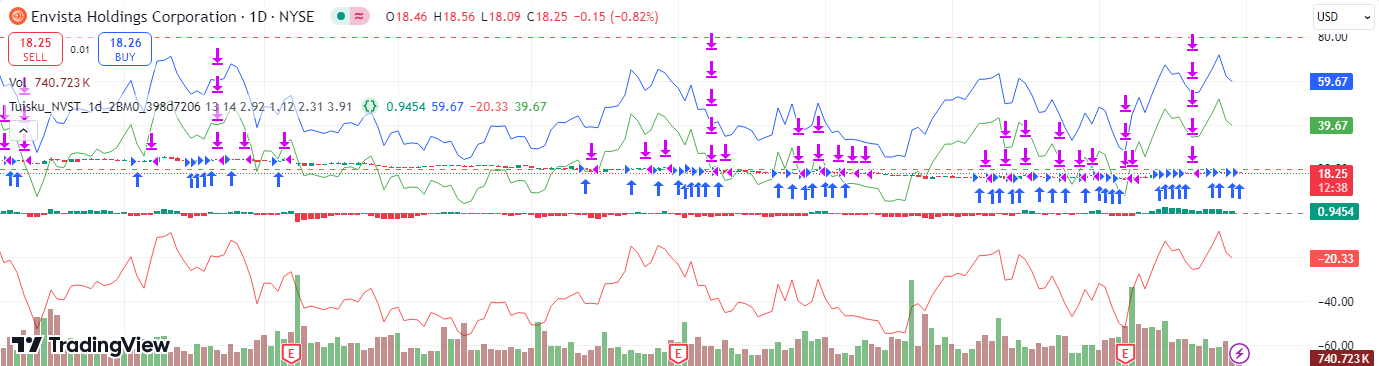 Envista Holdings Corporation · 1D · NYSE O18.46 H18.56 L18.09 C18.25 −0.15 (−0.82%)
USD
18.25 SELL
0.01
18.26 BUY
80.00
Vol 740.723 K
59.67
Tujsku_NVST_1d_2BM0_398d7206 13 14 2.92 1.12 2.31 3.91 {} 0.9454 59.67 −20.33 39.67
39.67
18.25
12:38
0.9454
−20.33
−40.00
TradingView
E
E
E
−60.00
740.723 K